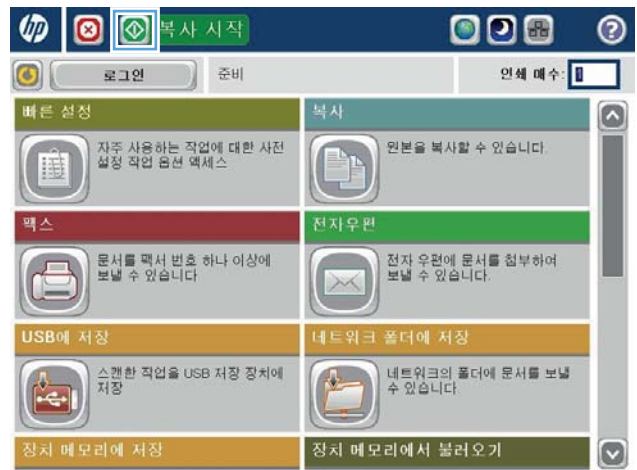 hp
복사 시작
?
로그인
준비
인쇄 매수: 1
빠른 설정
자주 사용하는 작업에 대한 사전
설정 작업 옵션 액세스
복사
원본을 복사할 수 있습니다.
팩스
문서를 팩서 번호 하나 이상에
보낼 수 있습니다
전자우편
전자 우편에 문서를 첨부하여
보낼 수 있습니다.
USB에 저장
스캔한 작업을 USB 저장 장치에
저장
네트워크 폴더에 저장
네트워크의 폴더에 문서를 보낼
수 있습니다
장치 메모리에 저장
장치 메모리에서 불러오기